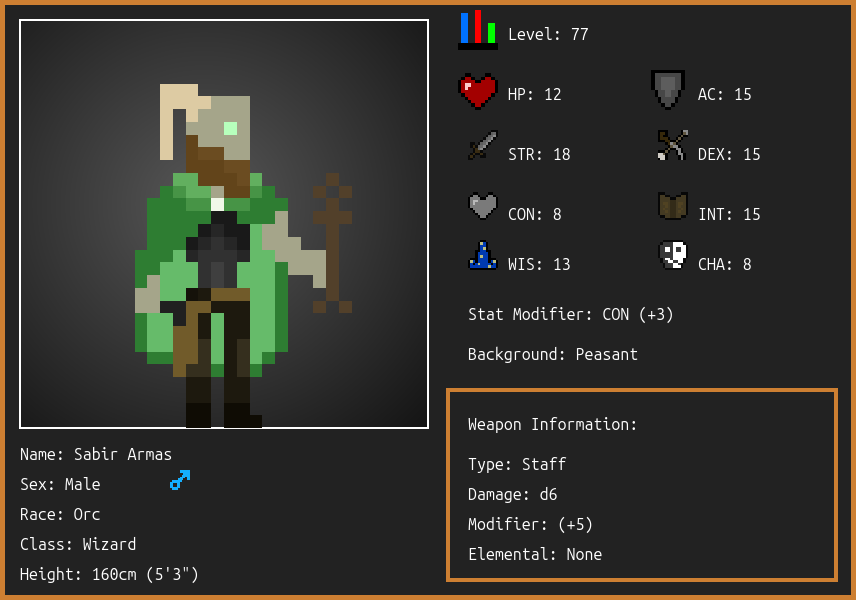 Level: 77
HP: 12
AC: 15
STR: 18
DEX: 15
CON: 8
INT: 15
WIS: 13
CHA: 8
Stat Modifier: CON (+3)
Background: Peasant
Weapon Information:
Type: Staff
Damage: d6
Modifier: (+5)
Elemental: None
Name: Sabir Armas
Sex: Male
Race: Orc
Class: Wizard
Height: 160cm (5'3")